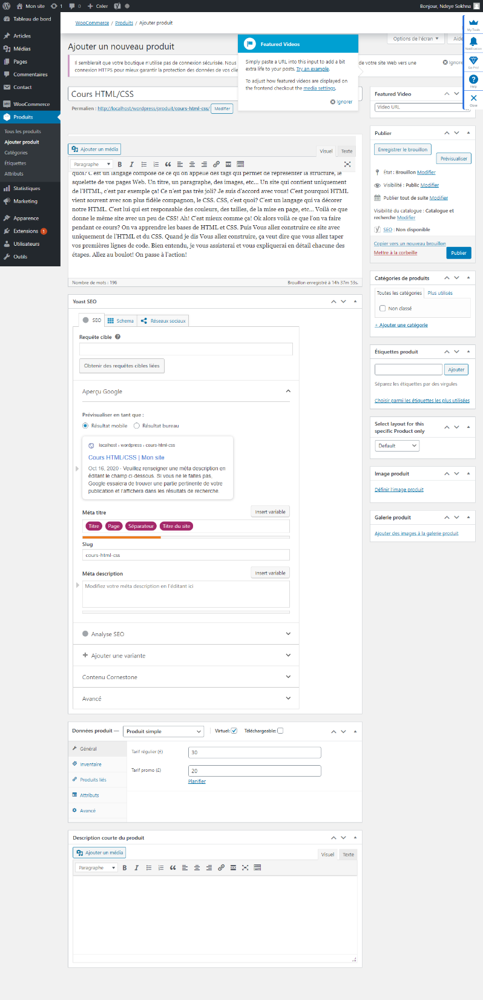 Mon site 1 0 + Créer
Bonjour, Ndeye Sokhna
Tableau de bord
Articles
Médias
Pages
Commentaires
Contact
WooCommerce
Produits
Tous les produits
Ajouter produit
Catégories
Étiquettes
Attributs
Statistiques
Marketing
Apparence
Extensions 1
Utilisateurs
Outils
WooCommerce / Produits / Ajouter produit
Options de l'écran ▼
Aide
Ajouter un nouveau produit
Il semblerait que votre boutique n'utilise pas de connexion sécurisée. Nous
de votre site Web vers une
connexion HTTPS pour mieux garantir la protection des données de vos
Featured Videos
Simply paste a URL into this input to add a bit
extra life to your posts. Try an example.
To adjust how featured videos are displayed on
the frontend checkout the media settings.
Ignorer
My Tools
Notification
Go Pro!
Help
Close
Cours HTML/CSS
Permalien : http://localhost/wordpress/produit/cours-html-css/ Modifier
Ajouter un média
Visuel Texte
Paragraphe
quoi? C'est un langage composé de ce qu'on appelle des tags qui permet de représenter la structure, le
squelette de vos pages Web. Un titre, un paragraphe, des images, etc... Un site qui contient uniquement
de l'HTML, c'est par exemple ça! Ce n'est pas très joli? Je suis d'accord avec vous! C'est pourquoi HTML
vient souvent avec son plus fidèle compagnon, le CSS. CSS, c'est quoi? C'est un langage qui va décorer
notre HTML. C'est lui qui est responsable des couleurs, des tailles, de la mise en page, etc... Voilà ce que
donne le même site avec un peu de CSS! Ah! C'est mieux comme ça! Ok alors voilà ce que l'on va faire
pendant ce cours? On va apprendre les bases de HTML et CSS. Puis Vous allez construire ce site avec
uniquement de l'HTML et du CSS. Quand je dis Vous allez construire, ça veut dire que vous allez taper
vos premières lignes de code. Bien entendu, je vous assisterai et vous expliquerai en détail chacune des
étapes. Allez au boulot! On passe à l'action!
Nombre de mots : 196
Brouillon enregistré à 14h 37m 53s.
Yoast SEO
SEO Schema Réseaux sociaux
Requête cible
Obtenir des requêtes cibles liées
Aperçu Google
Prévisualiser en tant que :
Résultat mobile Résultat bureau
localhost › wordpress › cours-html-css
Cours HTML/CSS | Mon site
Oct 16, 2020 · Veuillez renseigner une méta description en
éditant le champ ci-dessous. Si vous ne le faites pas,
Google essaiera de trouver une partie pertinente de votre
publication et l'affichera dans les résultats de recherche.
Méta titre
Insert variable
Titre Page Séparateur Titre du site
Slug
cours-html-css
Méta description
Insert variable
Modifiez votre méta description en l'éditant ici
Analyse SEO
+ Ajouter une variante
Contenu Cornestone
Avancé
Données produit — Produit simple Virtuel: Téléchargeable:
Général
Inventaire
Produits liés
Attributs
Avancé
Tarif régulier (£) 30
Tarif promo (£) 20
Planifier
Description courte du produit
Ajouter un média
Visuel Texte
Paragraphe
Featured Video
Video URL
Publier
Enregistrer le brouillon
Prévisualiser
État : Brouillon Modifier
Visibilité : Public Modifier
Publier tout de suite Modifier
Visibilité du catalogue : Catalogue et
recherche Modifier
SEO : Non disponible
Copier vers un nouveau brouillon
Mettre à la corbeille
Publier
Catégories de produits
Toutes les catégories Plus utilisés
Non classé
+ Ajouter une catégorie
Étiquettes produit
Ajouter
Séparez les étiquettes par des virgules
Choisir parmi les étiquettes les plus utilisées
Select layout for this
specific Product only
Default
Image produit
Définir l'image produit
Galerie produit
Ajouter des images à la galerie produit